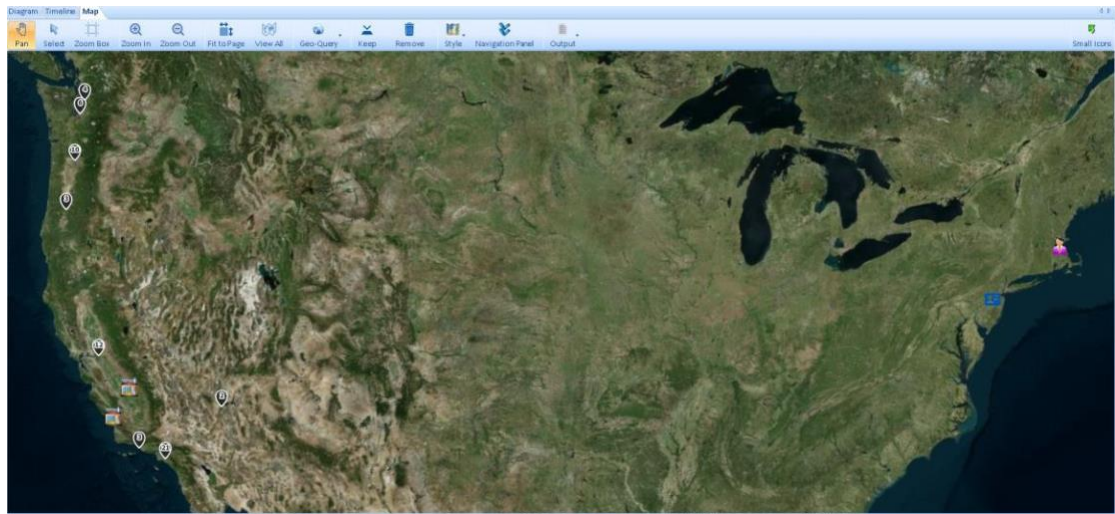 Diagram Timeline Map
Pan Select Zoom Box Zoom In Zoom Out Fit to Page View All Geo-Query Keep Remove Style Navigation Panel Output Small Icons